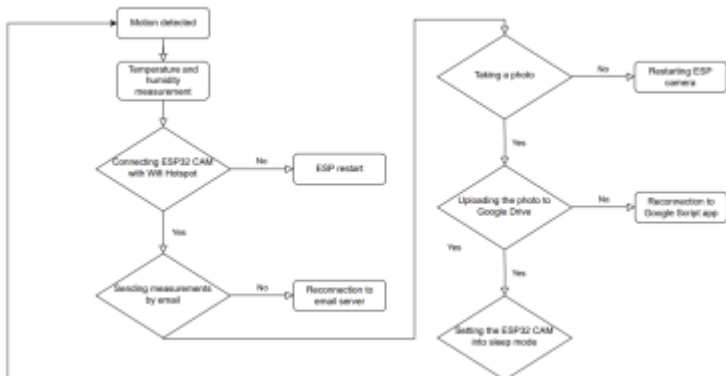 Motion detected
Temperature and
humidity
measurement
Connecting ESP32 CAM
with Wifi Hotspot
No
ESP restart
Yes
Sending measurements
by email
No
Reconnection to
email server
Taking a photo
No
Restarting ESP
camera
Yes
Uploading the photo to
Google Drive
No
Reconnection to
Google Script app
Yes
Yes
Setting the ESP32 CAM
into sleep mode